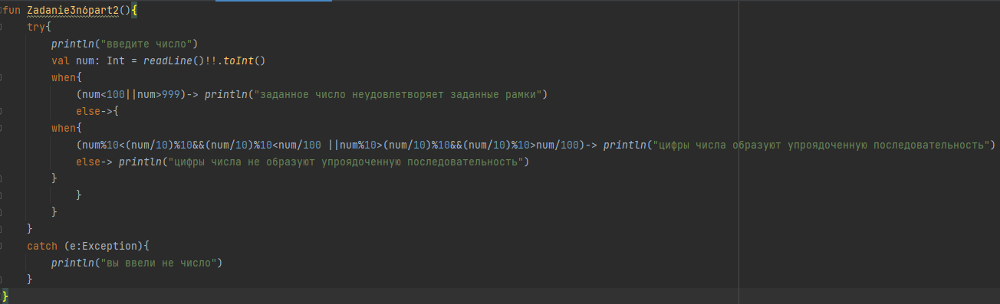 fun Zadanie3n6part2(){
try{
println("введите число")
val num: Int = readLine()!!.toInt()
when{
(num<100||num>999)-> println("заданное число неудовлетворяет заданные рамки")
else->{
when{
(num%10<(num/10)%10&&(num/10)%10<num/100 ||num%10>(num/10)%10&&(num/10)%10>num/100)-> println("цифры числа образуют упроядоченную последовательность")
else-> println("цифры числа не образуют упроядоченную последовательность")
}
}
}
}
catch (e:Exception){
println("вы ввели не число")
}
}